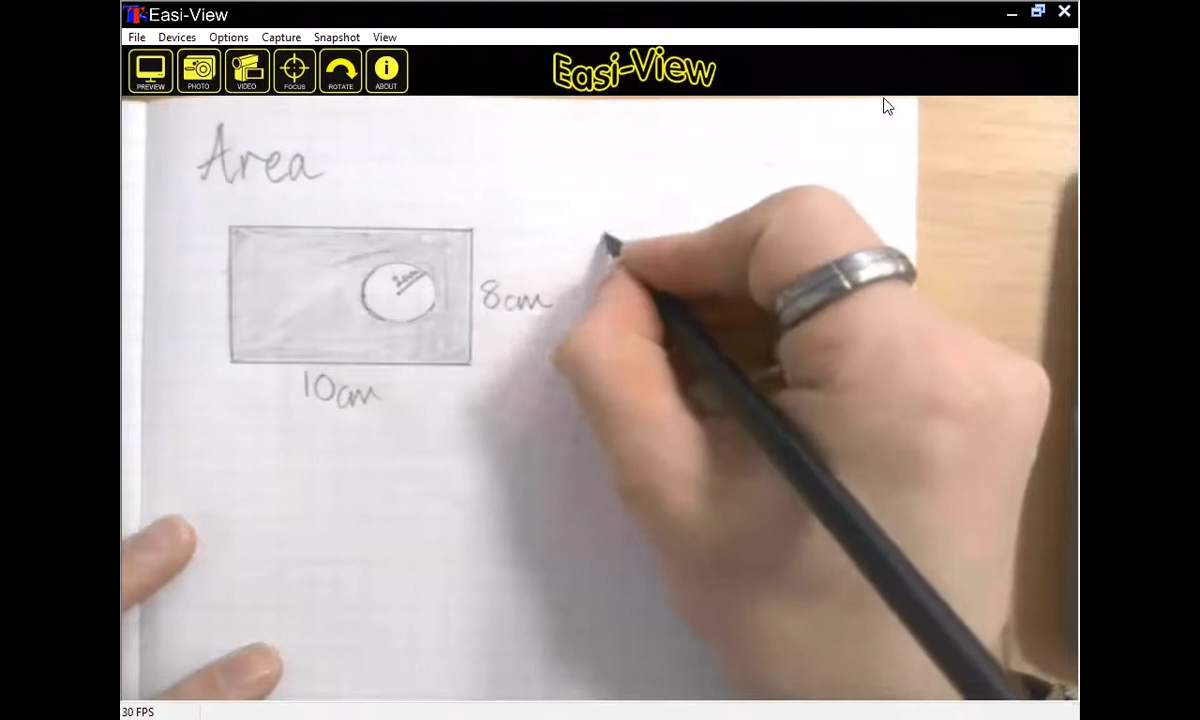 Easi-View
File Devices Options Capture Snapshot View
PREVIEW PHOTO VIDEO FOCUS ROTATE ABOUT
Easi-View
Area
2cm
8cm
10cm
30 FPS